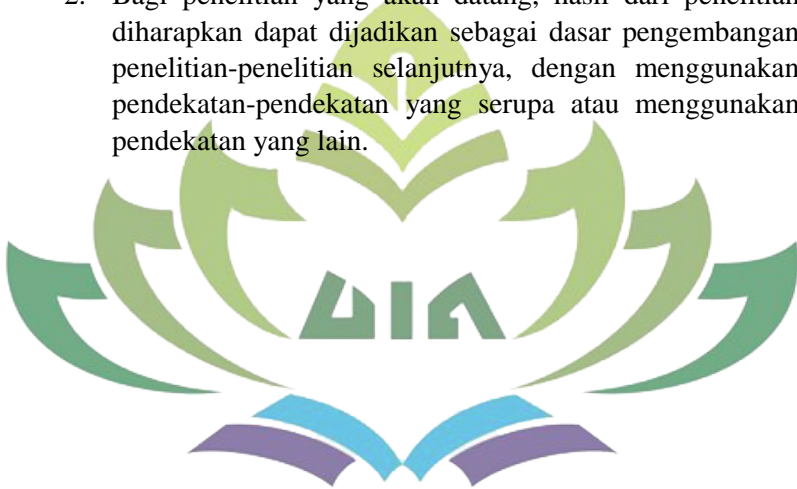 2. Bagi penelitian yang akan datang, hasil dari penelitian
diharapkan dapat dijadikan sebagai dasar pengembangan
penelitian-penelitian selanjutnya, dengan menggunakan
pendekatan-pendekatan yang serupa atau menggunakan
pendekatan yang lain.
UIN